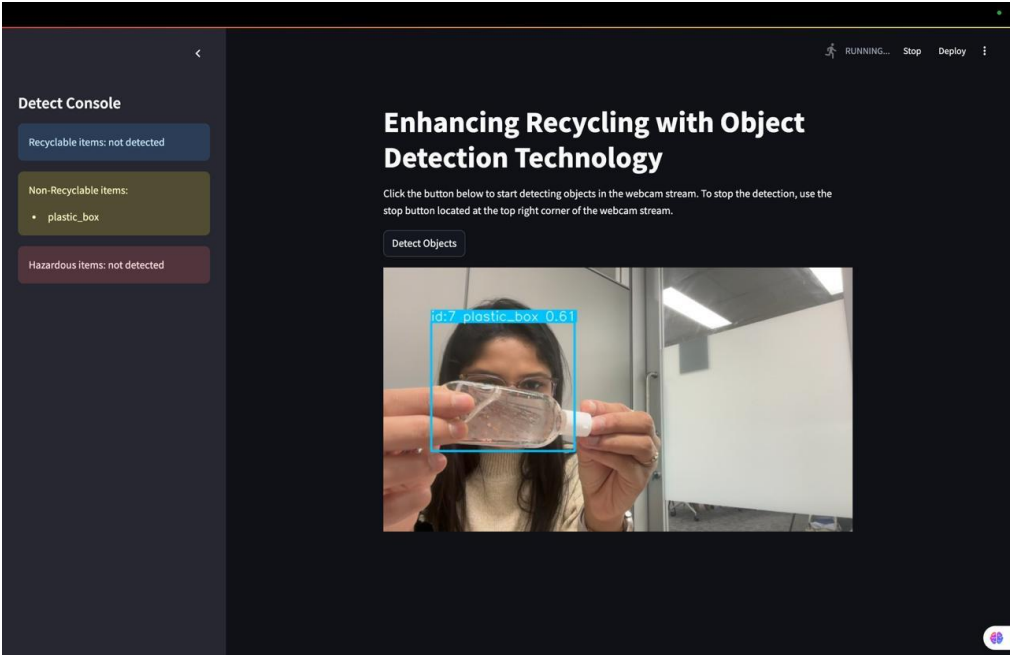 RUNNING... Stop Deploy
Detect Console
Recyclable items: not detected
Non-Recyclable items:
• plastic_box
Hazardous items: not detected
Enhancing Recycling with Object
Detection Technology
Click the button below to start detecting objects in the webcam stream. To stop the detection, use the
stop button located at the top right corner of the webcam stream.
Detect Objects
id:7 plastic_box 0.61